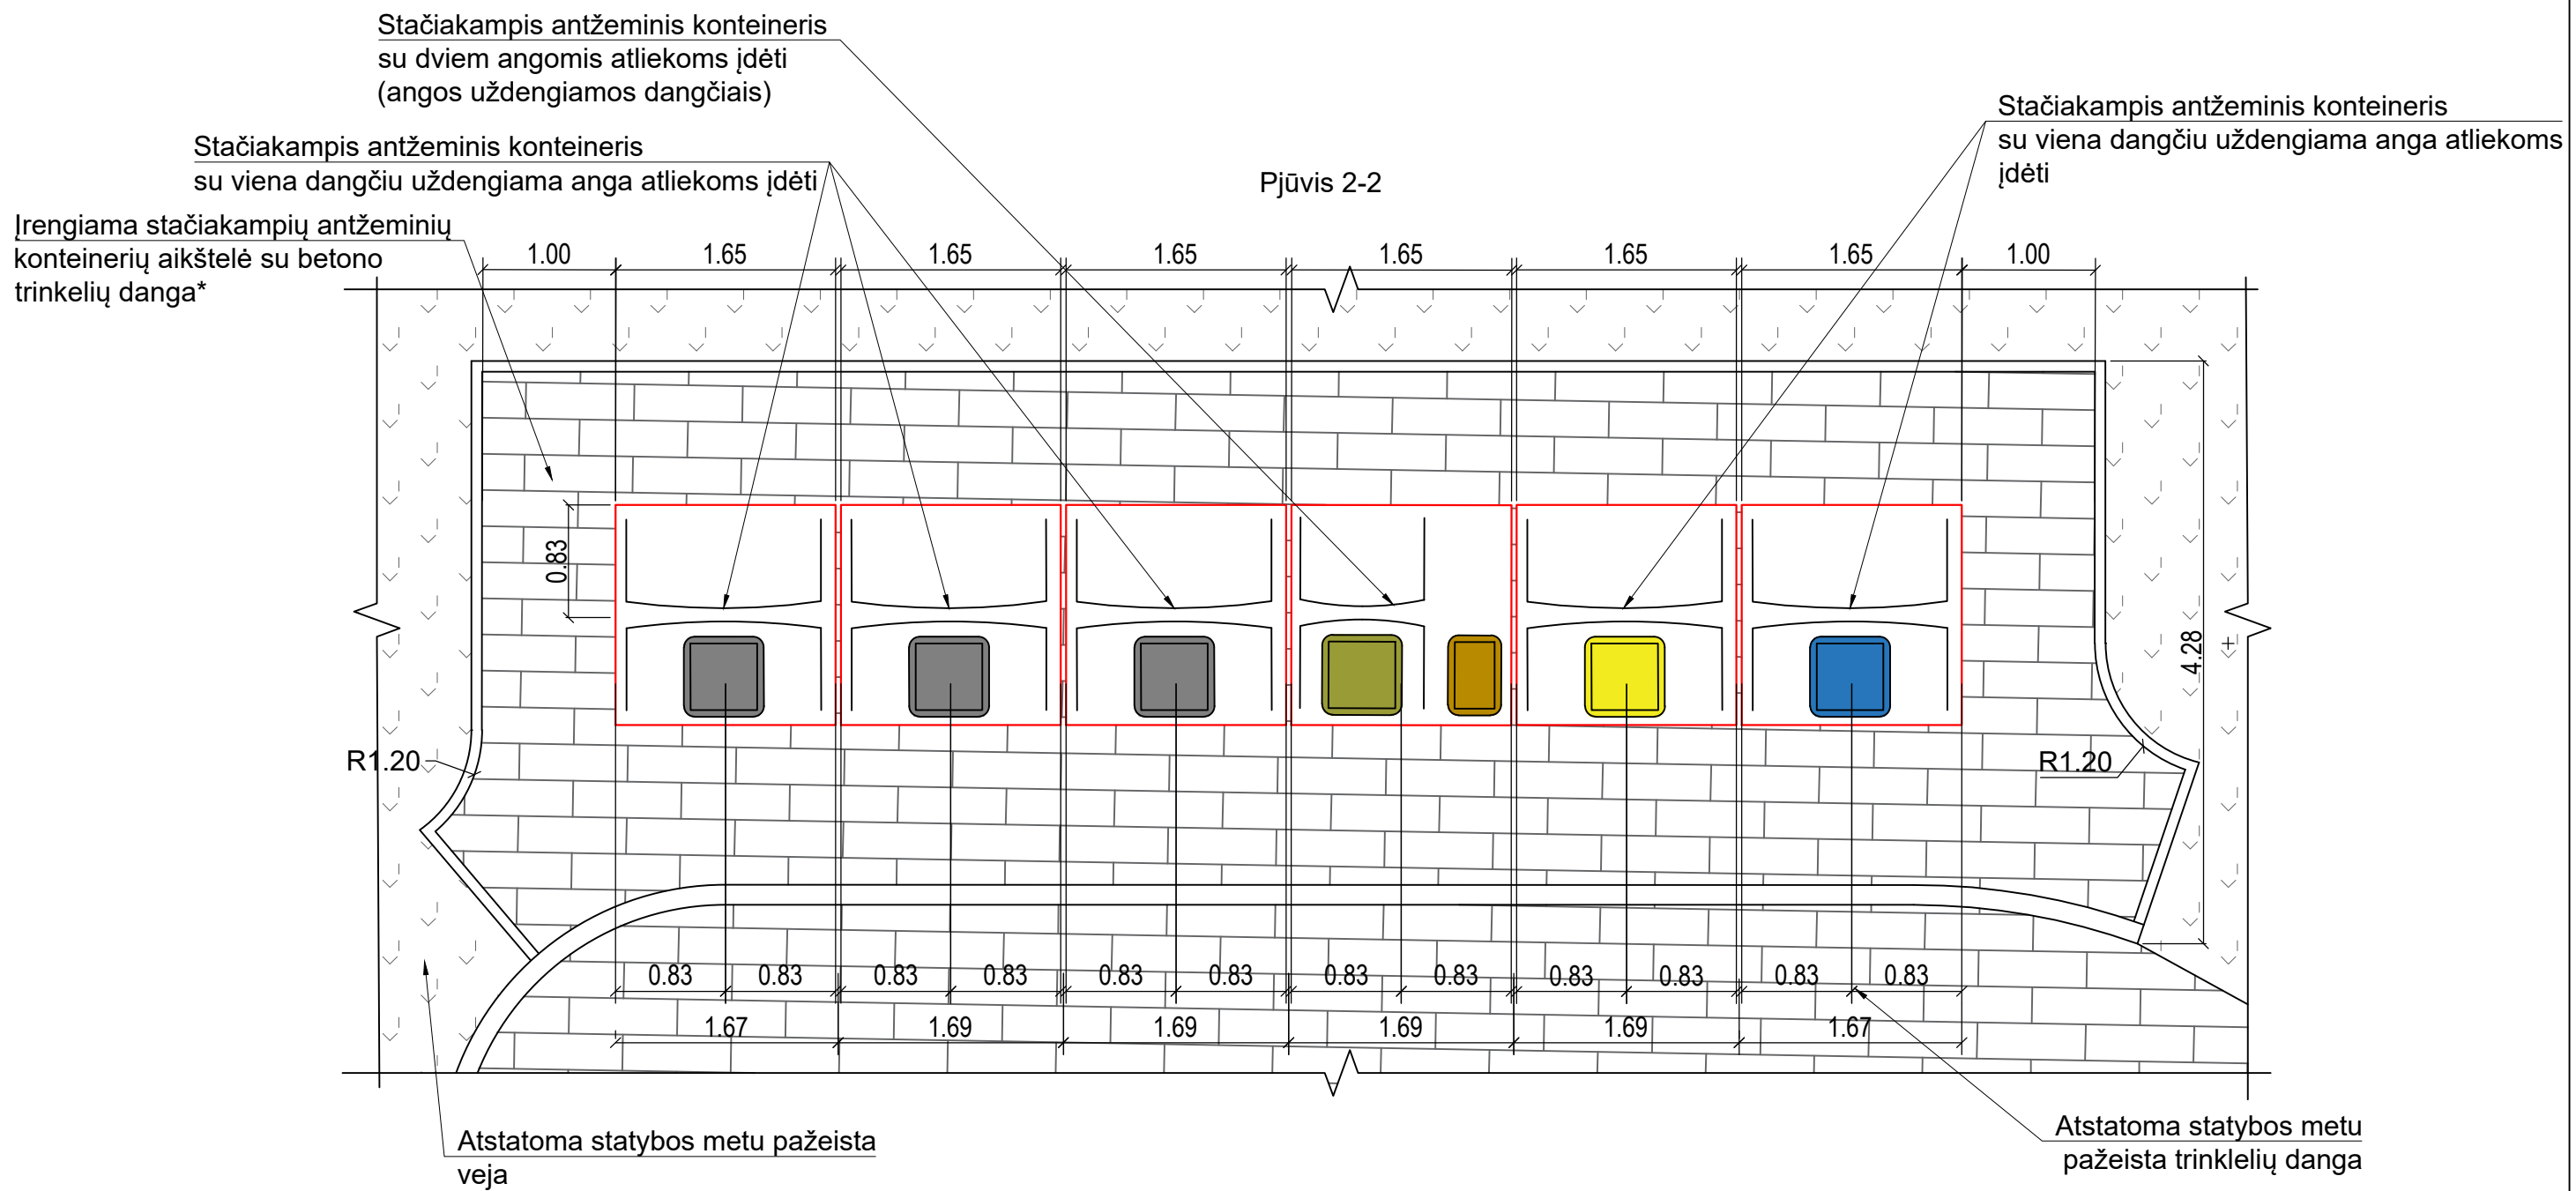 Stačiakampis antžeminis konteineris
su dviem angomis atliekoms įdėti
(angos uždengiamos dangčiais)
Stačiakampis antžeminis konteineris
su viena dangčiu uždengiama anga atliekoms
įdėti
Stačiakampis antžeminis konteineris
su viena dangčiu uždengiama anga atliekoms įdėti
Pjūvis 2-2
Įrengiama stačiakampių antžeminių
konteinerių aikštelė su betono
trinkelių danga*
1.00 1.65 1.65 1.65 1.65 1.65 1.65 1.00
0.83
4.28
R1.20
R1.20
0.83 0.83 0.83 0.83 0.83 0.83 0.83 0.83 0.83 0.83 0.83 0.83
1.67 1.69 1.69 1.69 1.69 1.67
Atstatoma statybos metu pažeista
veja
Atstatoma statybos metu
pažeista trinklelių danga